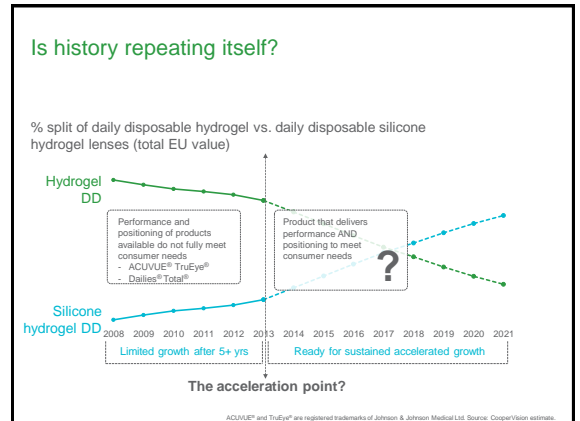 Is history repeating itself?
% split of daily disposable hydrogel vs. daily disposable silicone
hydrogel lenses (total EU value)
Hydrogel
DD
Performance and
positioning of products
available do not fully meet
consumer needs
- ACUVUE® TruEye®
- Dailies® Total®
Product that delivers
performance AND
positioning to meet
consumer needs
?
Silicone
hydrogel DD
2008 2009 2010 2011 2012 2013 2014 2015 2016 2017 2018 2019 2020 2021
Limited growth after 5+ yrs
Ready for sustained accelerated growth
The acceleration point?
ACUVUE® and TruEye® are registered trademarks of Johnson & Johnson Medical Ltd. Source: CooperVision estimate.